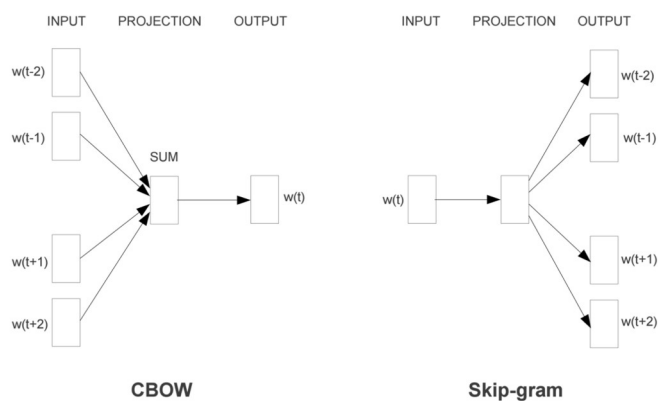 INPUT PROJECTION OUTPUT
w(t-2)
w(t-1)
SUM
w(t)
w(t+1)
w(t+2)
CBOW
INPUT PROJECTION OUTPUT
w(t-2)
w(t-1)
w(t)
w(t+1)
w(t+2)
Skip-gram